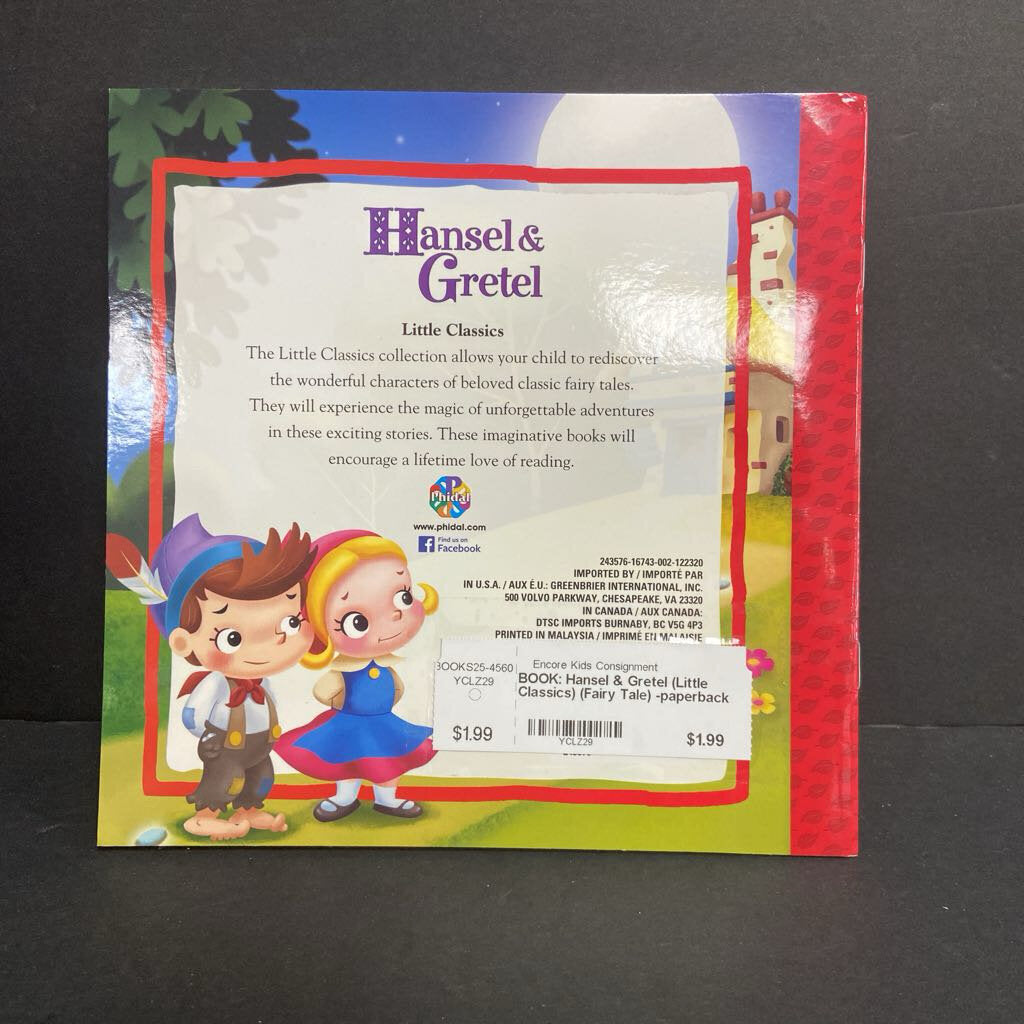 Hansel &
Gretel
Little Classics
The Little Classics collection allows your child to rediscover
the wonderful characters of beloved classic fairy tales.
They will experience the magic of unforgettable adventures
in these exciting stories. These imaginative books will
encourage a lifetime love of reading.
Phidal
www.phidal.com
Find us on
Facebook
243576-16743-002-122320
IMPORTED BY / IMPORTÉ PAR
IN U.S.A. / AUX É.U.: GREENBRIER INTERNATIONAL, INC.
500 VOLVO PARKWAY, CHESAPEAKE, VA 23320
IN CANADA / AUX CANADA:
DTSC IMPORTS BURNABY, BC V5G 4P3
PRINTED IN MALAYSIA / IMPRIMÉ EN MALAISIE
BOOKS25-4560
YCLZ29
$1.99
Encore Kids Consignment
BOOK: Hansel & Gretel (Little
Classics) (Fairy Tale) -paperback
YCLZ29
$1.99